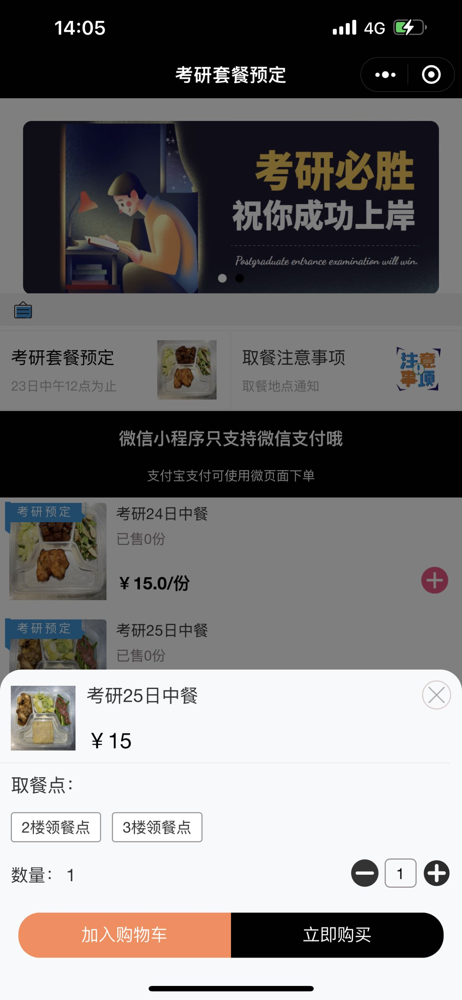 14:05
4G
考研套餐预定
考研必胜
祝你成功上岸
Postgraduate entrance examination will win.
考研套餐预定
23日中午12点为止
取餐注意事项
取餐地点通知
注意
事项
微信小程序只支持微信支付哦
支付宝支付可使用微页面下单
考研预定
考研24日中餐
已售0份
¥ 15.0/份
考研预定
考研25日中餐
已售0份
考研25日中餐
¥ 15
取餐点：
2楼领餐点
3楼领餐点
数量： 1
1
加入购物车
立即购买